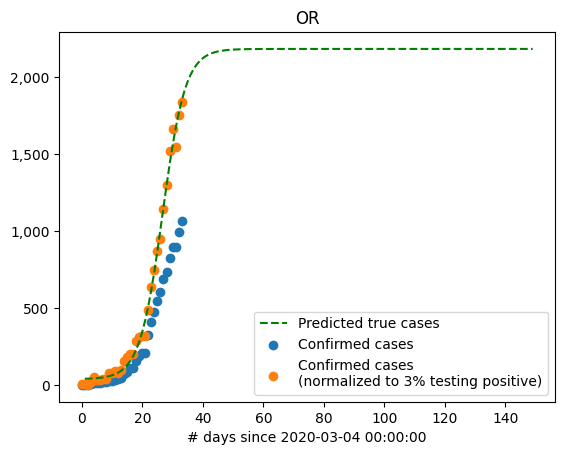 OR
2,000
1,500
1,000
500
0
Predicted true cases
Confirmed cases
Confirmed cases
(normalized to 3% testing positive)
0 20 40 60 80 100 120 140
# days since 2020-03-04 00:00:00